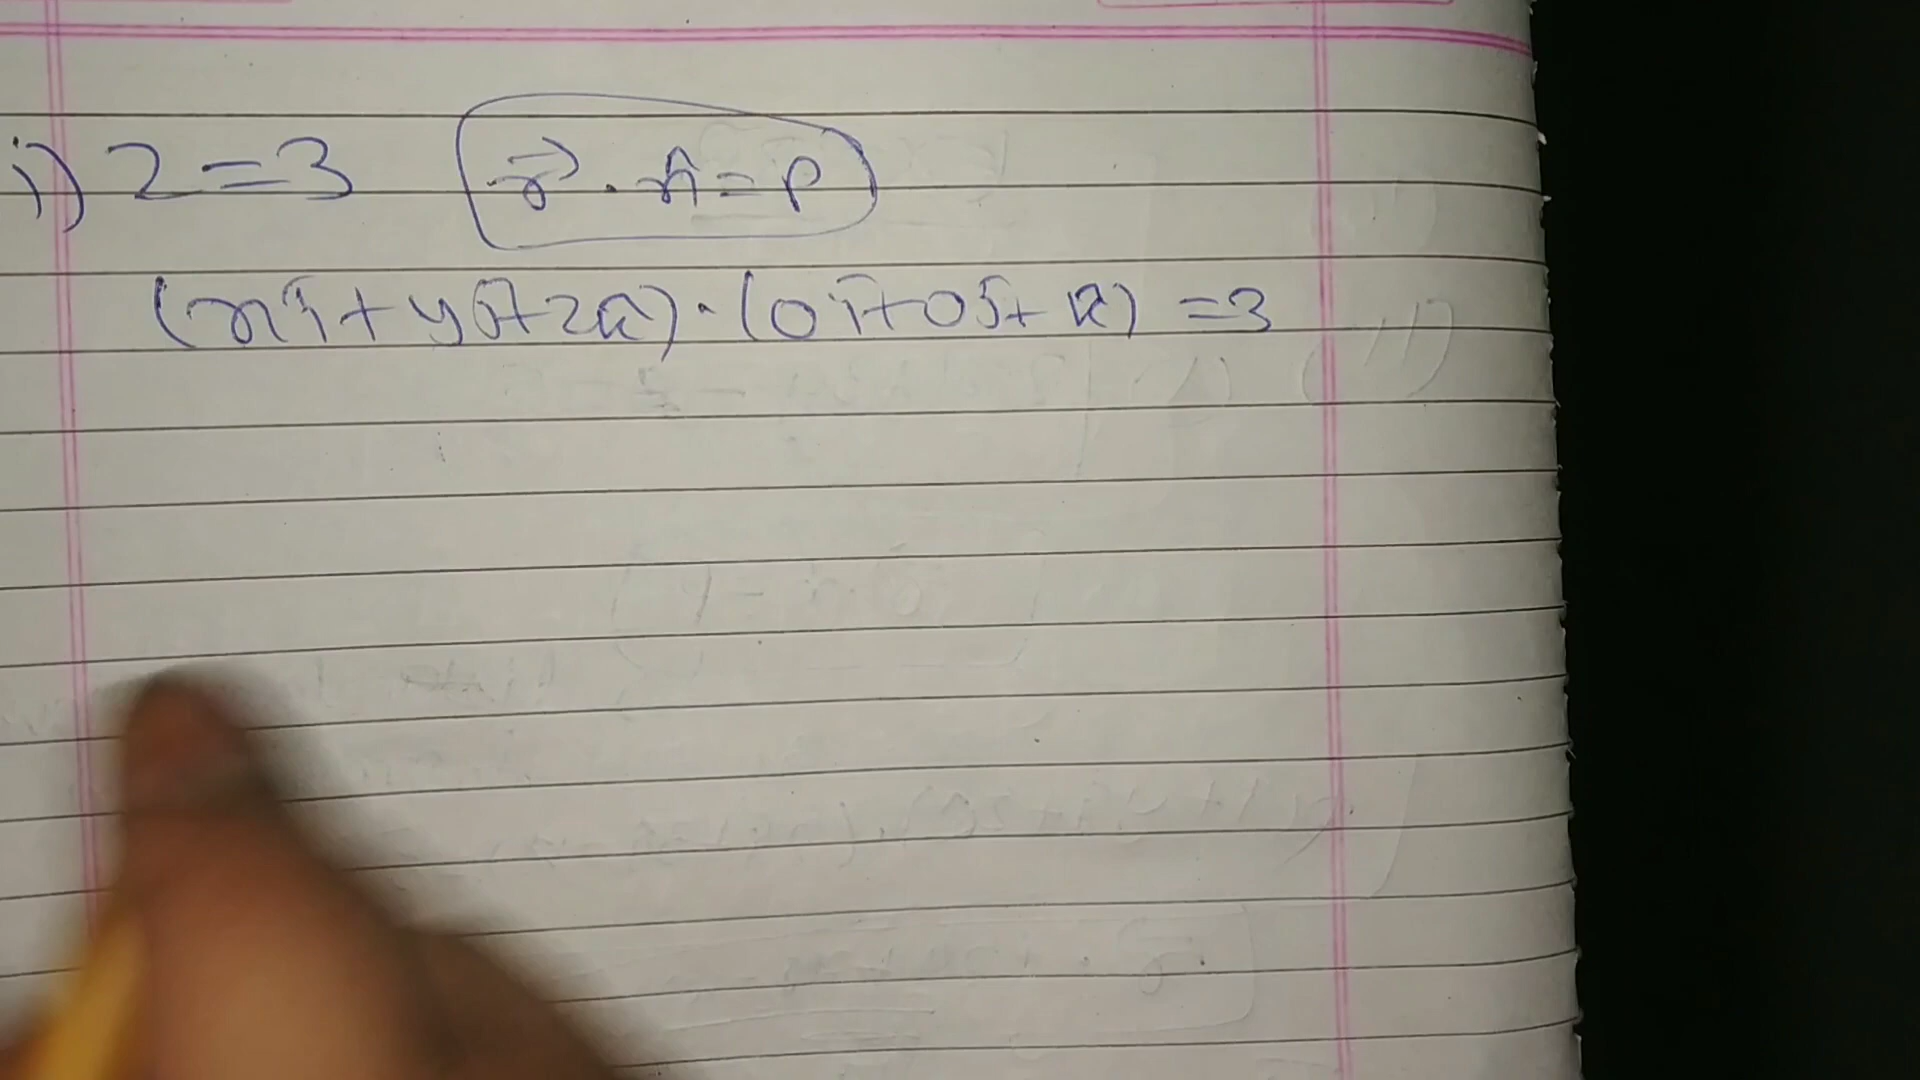 i) z=3 r⃗ . n̂ = p
(xî + yĵ + zk̂) . (0î + 0ĵ + k̂) = 3